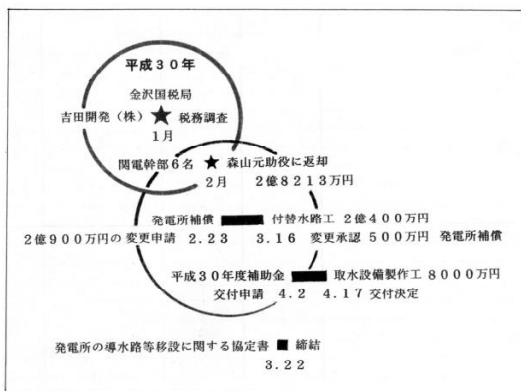 平成３０年
金沢国税局
吉田開発（株）★ 税務調査
１月
関電幹部６名 ★ 森山元助役に返却
２月 ２億８２１３万円
発電所補償 付替水路工 ２億４００万円
２億９００万円の 変更申請 ２.２３ ３.１６ 変更承認 ５００万円 発電所補償
平成３０年度補助金 取水設備製作工 ８０００万円
交付申請 ４.２ ４.１７ 交付決定
発電所の導水路等移設に関する協定書 ■ 締結
３.２２